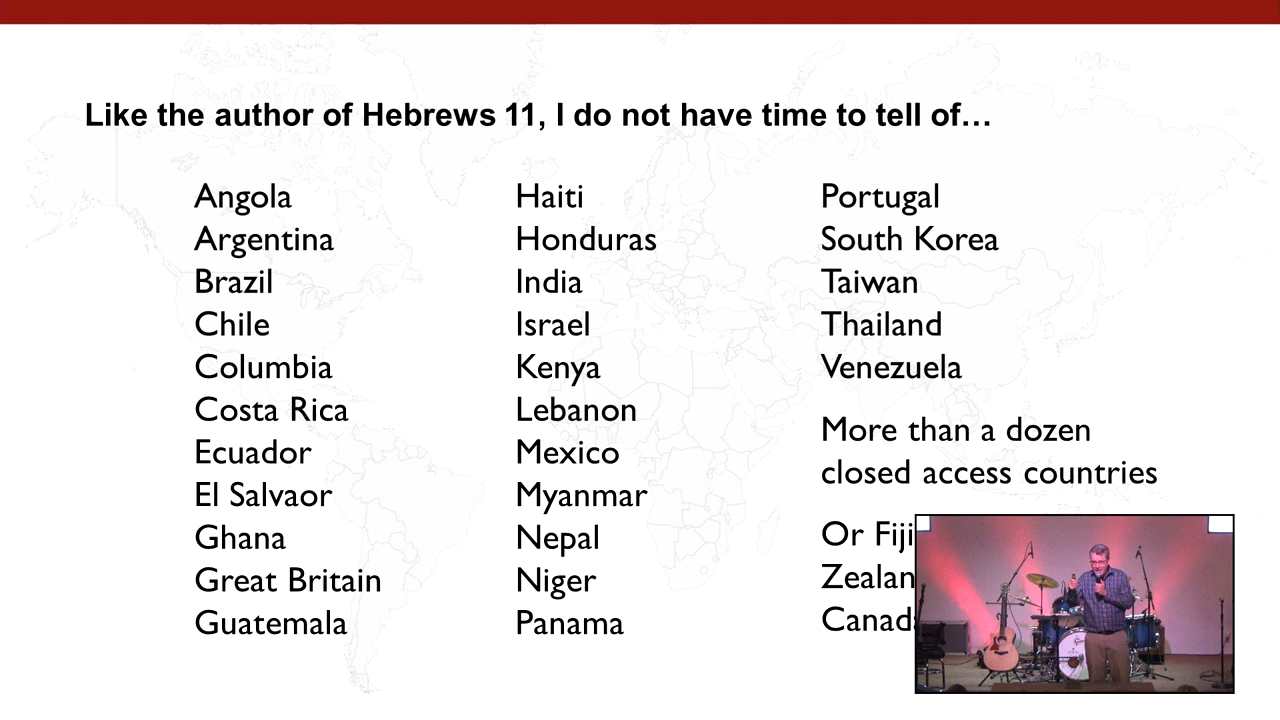 Like the author of Hebrews 11, I do not have time to tell of…
Angola
Argentina
Brazil
Chile
Columbia
Costa Rica
Ecuador
El Salvaor
Ghana
Great Britain
Guatemala
Haiti
Honduras
India
Israel
Kenya
Lebanon
Mexico
Myanmar
Nepal
Niger
Panama
Portugal
South Korea
Taiwan
Thailand
Venezuela
More than a dozen
closed access countries
Or Fiji